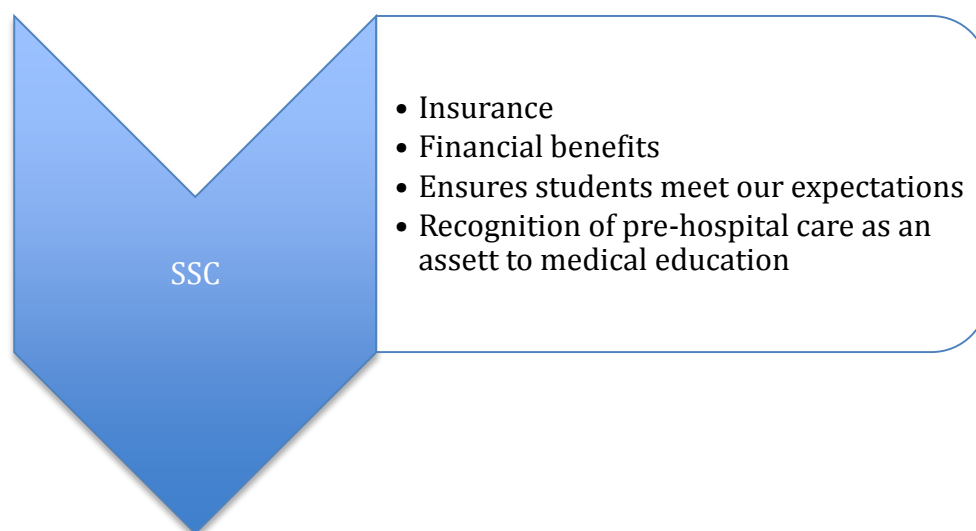 • Insurance
• Financial benefits
• Ensures students meet our expectations
• Recognition of pre-hospital care as an
assett to medical education
SSC